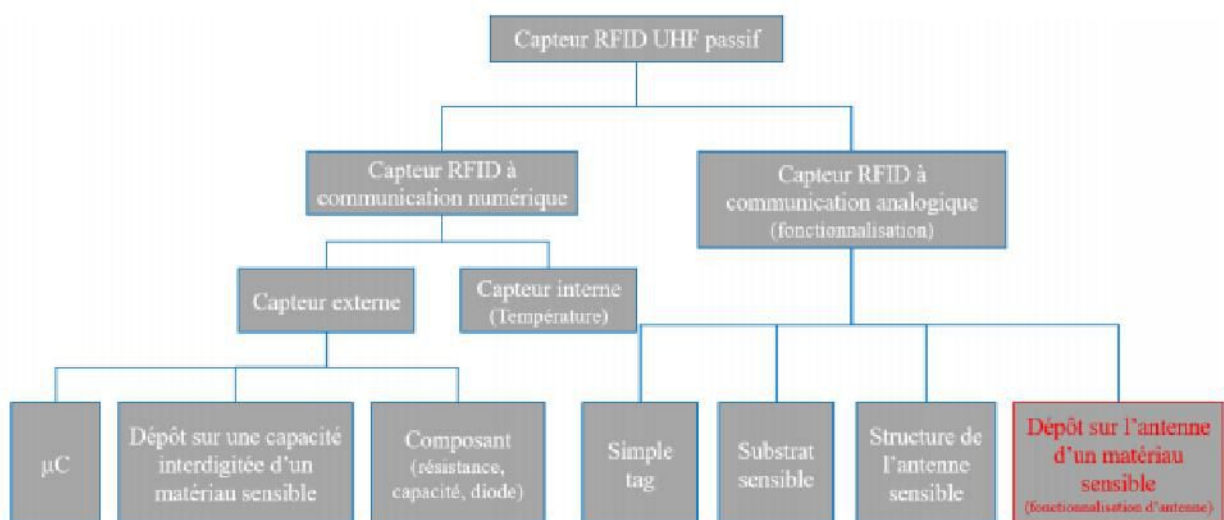 Capteur RFID UHF passif
Capteur RFID à
communication numérique
Capteur RFID à
communication analogique
(fonctionnalisation)
Capteur externe
Capteur interne
(Température)
µC
Dépôt sur une capacité
interdigitée d'un
matériau sensible
Composant
(résistance,
capacité, diode)
Simple
tag
Substrat
sensible
Structure de
l'antenne
sensible
Dépôt sur l'antenne
d'un matériau
sensible
(fonctionnalisation d'antenne)